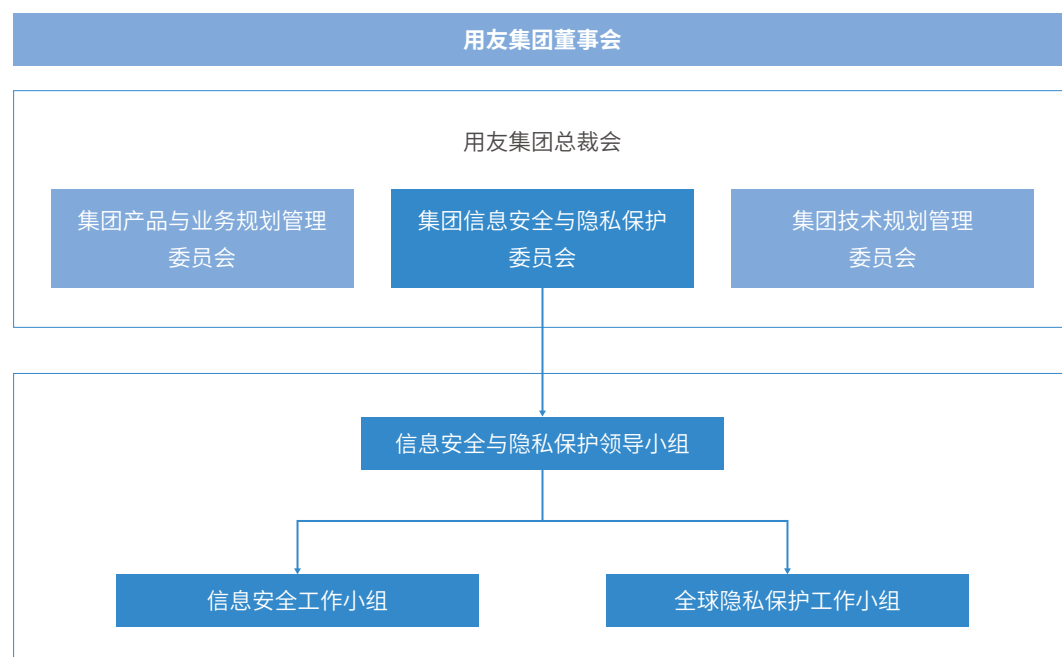 用友集团董事会
用友集团总裁会
集团产品与业务规划管理
委员会
集团信息安全与隐私保护
委员会
集团技术规划管理
委员会
信息安全与隐私保护领导小组
信息安全工作小组
全球隐私保护工作小组